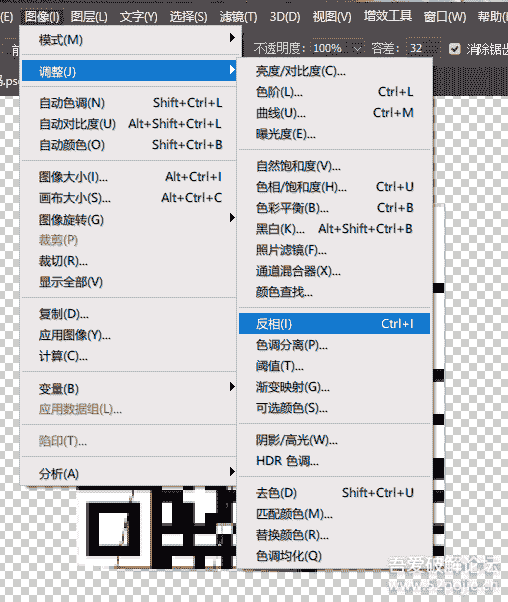 (E) 图像(I) 图层(L) 文字(Y) 选择(S) 滤镜(T) 3D(D) 视图(V) 增效工具 窗口(W) 帮助(
不透明度: 100% 容差: 32 消除锯齿
.ps
模式(M)
调整(J)
自动色调(N) Shift+Ctrl+L
自动对比度(U) Alt+Shift+Ctrl+L
自动颜色(O) Shift+Ctrl+B
图像大小(I)... Alt+Ctrl+I
画布大小(S)... Alt+Ctrl+C
图像旋转(G)
裁剪(P)
裁切(R)...
显示全部(V)
复制(D)...
应用图像(Y)...
计算(C)...
变量(B)
应用数据组(L)...
陷印(T)...
分析(A)
亮度/对比度(C)...
色阶(L)... Ctrl+L
曲线(U)... Ctrl+M
曝光度(E)...
自然饱和度(V)...
色相/饱和度(H)... Ctrl+U
色彩平衡(B)... Ctrl+B
黑白(K)... Alt+Shift+Ctrl+B
照片滤镜(F)...
通道混合器(X)...
颜色查找...
反相(I) Ctrl+I
色调分离(P)...
阈值(T)...
渐变映射(G)...
可选颜色(S)...
阴影/高光(W)...
HDR 色调...
去色(D) Shift+Ctrl+U
匹配颜色(M)...
替换颜色(R)...
色调均化(Q)
吾爱破解论坛
www.52pojie.cn